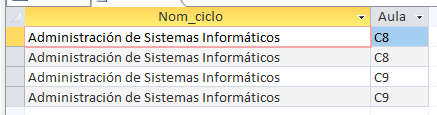 Nom_ciclo Aula
Administración de Sistemas Informáticos C8
Administración de Sistemas Informáticos C8
Administración de Sistemas Informáticos C9
Administración de Sistemas Informáticos C9